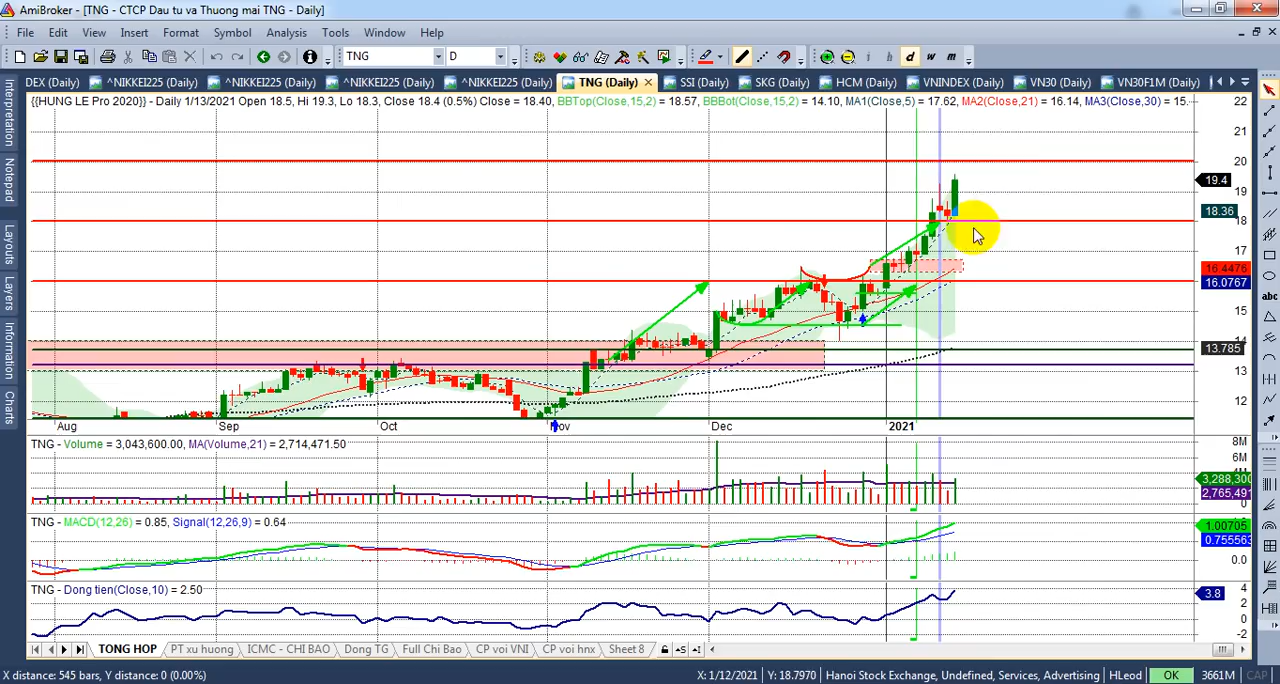 AmiBroker - [TNG - CTCP Dau tu va Thuong mai TNG - Daily]
File Edit View Insert Format Symbol Analysis Tools Window Help
TNG D d w m
DEX (Daily) ^NIKKEI225 (Daily) ^NIKKEI225 (Daily) ^NIKKEI225 (Daily) ^NIKKEI225 (Daily) TNG (Daily) SSI (Daily) SKG (Daily) HCM (Daily) VNINDEX (Daily) VN30 (Daily) VN30F1M (Daily)
{{HUNG LE Pro 2020}} - Daily 1/13/2021 Open 18.5, Hi 19.3, Lo 18.3, Close 18.4 (0.5%) Close = 18.40, BBTop(Close,15,2) = 18.57, BBBot(Close,15,2) = 14.10, MA1(Close,5) = 17.62, MA2(Close,21) = 16.14, MA3(Close,30) = 15.
Interpretation
Notepad
Layouts
Layers
Information
Charts
abc
22
21
20
19.4
19
18.36
18
17
16.4476
16.0767
15
14
13.785
13
12
Aug Sep Oct Nov Dec 2021
TNG - Volume = 3,043,600.00, MA(Volume,21) = 2,714,471.50
8M
6M
3,288,300
2,765,491
TNG - MACD(12,26) = 0.85, Signal(12,26,9) = 0.64
1.00705
0.755563
0.0
TNG - Dong tien(Close,10) = 2.50
4
3.8
2
0
-2
TONG HOP PT xu huong ICMC - CHI BAO Dong TG Full Chi Bao CP voi VNI CP voi hnx Sheet 8
X distance: 545 bars, Y distance: 0 (0.00%) X: 1/12/2021 Y: 18.7970 Hanoi Stock Exchange, Undefined, Services, Advertising HLeod OK 3661M CAP